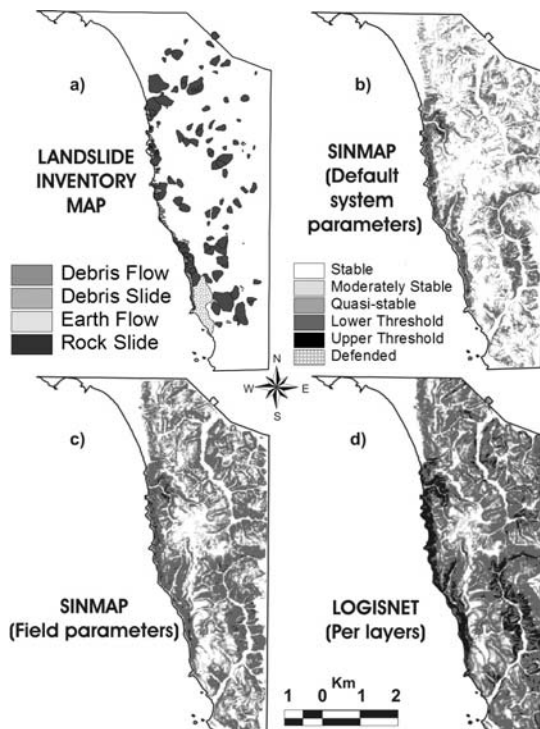 a)
LANDSLIDE
INVENTORY
MAP
Debris Flow
Debris Slide
Earth Flow
Rock Slide
b)
SINMAP
(Default
system
parameters)
Stable
Moderately Stable
Quasi-stable
Lower Threshold
Upper Threshold
Defended
N
W
E
S
c)
SINMAP
(Field parameters)
d)
LOGISNET
(Per layers)
Km
1 0 1 2